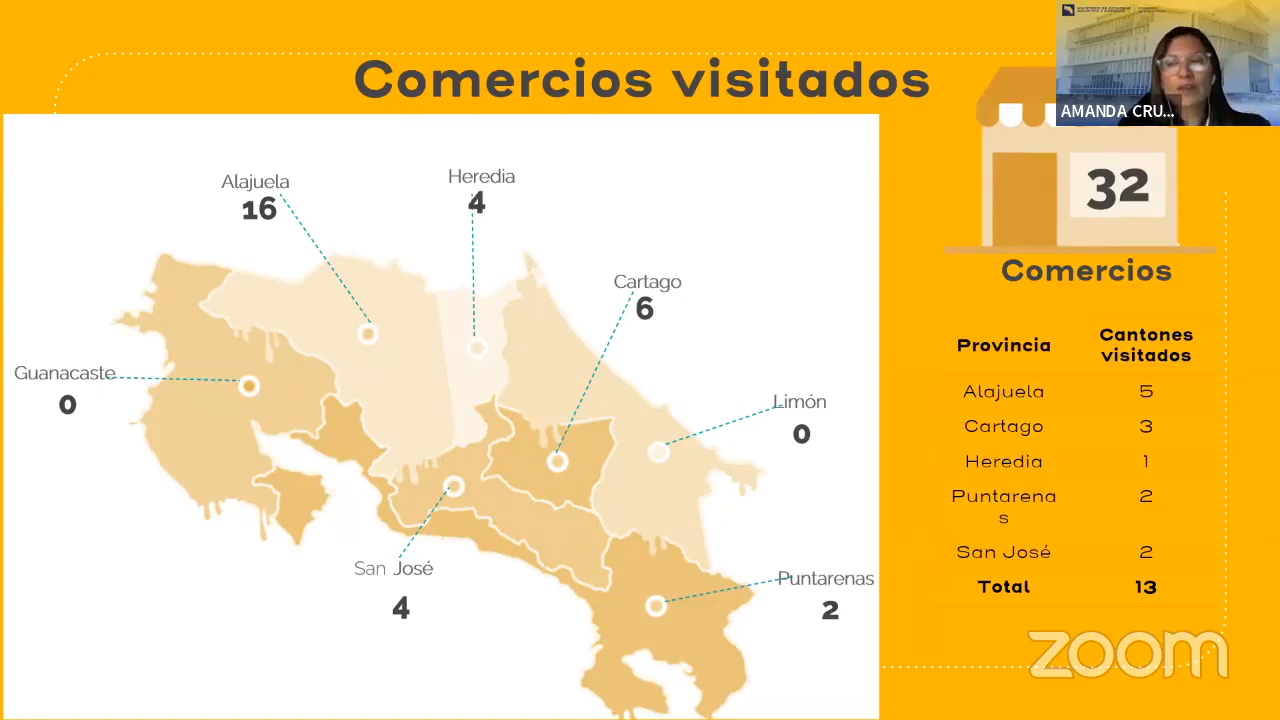 Comercios visitados
AMANDA CRU...
Alajuela
16
Heredia
4
Cartago
6
Guanacaste
0
Limón
0
San José
4
Puntarenas
2
32
Comercios
Provincia
Cantones
visitados
Alajuela 5
Cartago 3
Heredia 1
Puntarena
s
2
San José 2
Total 13
zoom